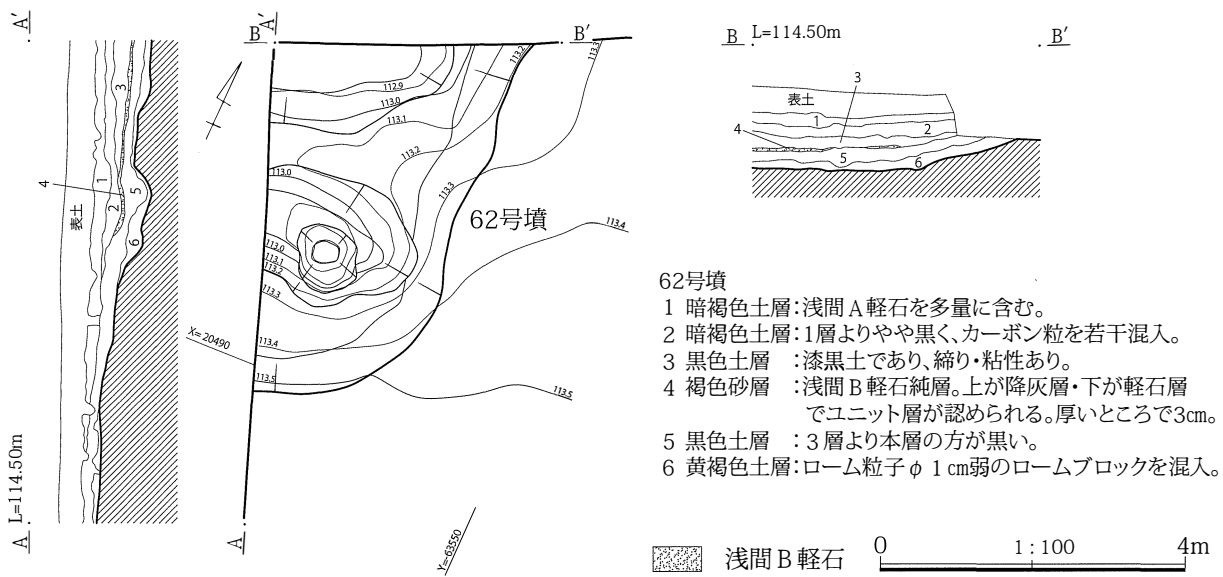 A'
L=114.50m
A
表土
1
2
3
4
5
6
A'
B
B'
112.9
113.0
113.1
113.2
113.3
113.2
113.3
113.0
113.4
62号墳
113.0
113.1
113.2
113.3
113.4
113.5
113.5
X= 20490
Y=-63550
A
B L=114.50m
B'
3
表土
1
2
4
5
6
62号墳
1 暗褐色土層:浅間A軽石を多量に含む。
2 暗褐色土層:1層よりやや黒く、カーボン粒を若干混入。
3 黒色土層 :漆黒土であり、締り・粘性あり。
4 褐色砂層 :浅間B軽石純層。上が降灰層・下が軽石層
でユニット層が認められる。厚いところで3㎝。
5 黒色土層 :3層より本層の方が黒い。
6 黄褐色土層:ローム粒子φ1㎝弱のロームブロックを混入。
浅間B軽石
0 1:100 4m